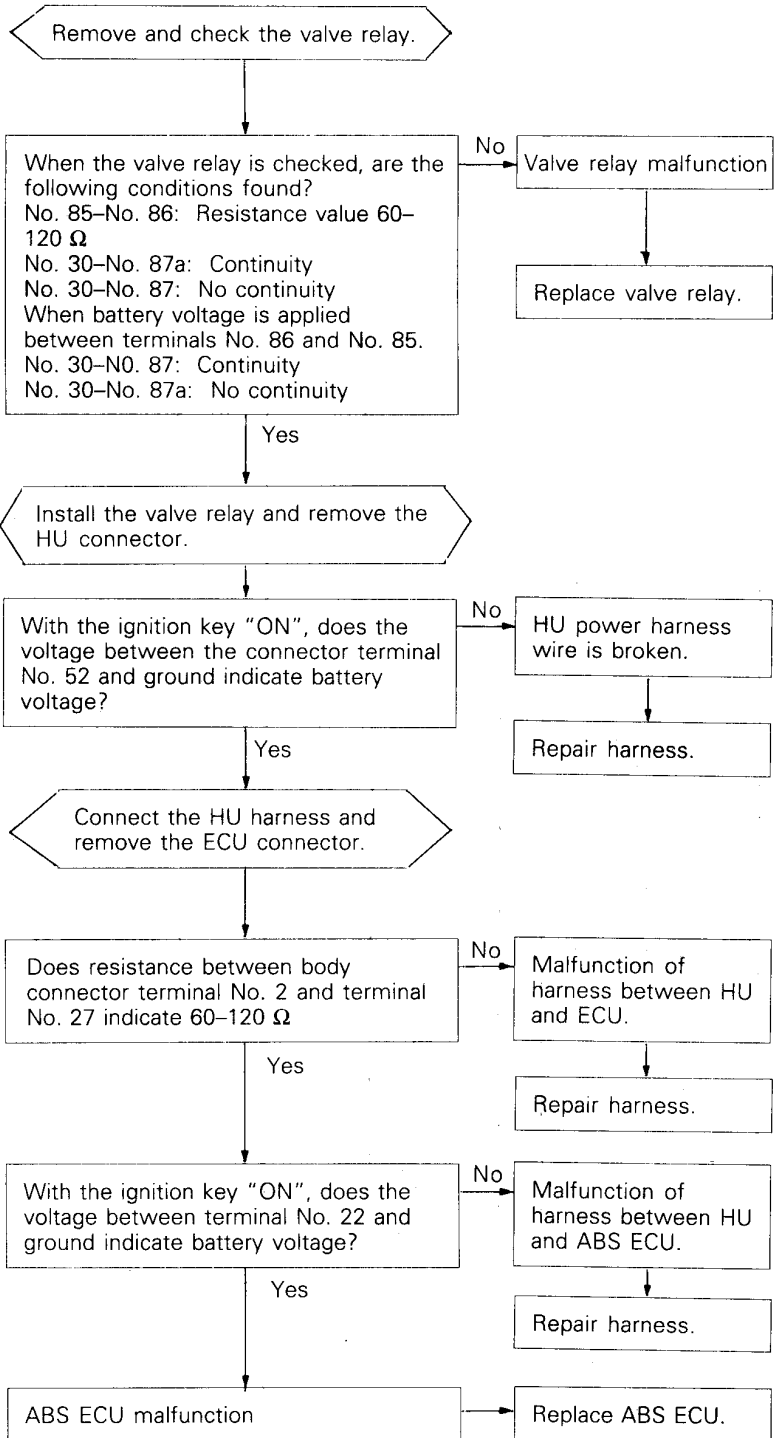 Remove and check the valve relay.
When the valve relay is checked, are the
following conditions found?
No. 85–No. 86: Resistance value 60–
120 Ω
No. 30–No. 87a: Continuity
No. 30–No. 87: No continuity
When battery voltage is applied
between terminals No. 86 and No. 85.
No. 30–N0. 87: Continuity
No. 30–No. 87a: No continuity
No
Valve relay malfunction
Replace valve relay.
Yes
Install the valve relay and remove the
HU connector.
With the ignition key "ON", does the
voltage between the connector terminal
No. 52 and ground indicate battery
voltage?
No
HU power harness
wire is broken.
Repair harness.
Yes
Connect the HU harness and
remove the ECU connector.
Does resistance between body
connector terminal No. 2 and terminal
No. 27 indicate 60–120 Ω
No
Malfunction of
harness between HU
and ECU.
Repair harness.
Yes
With the ignition key "ON", does the
voltage between terminal No. 22 and
ground indicate battery voltage?
No
Malfunction of
harness between HU
and ABS ECU.
Repair harness.
Yes
ABS ECU malfunction
Replace ABS ECU.